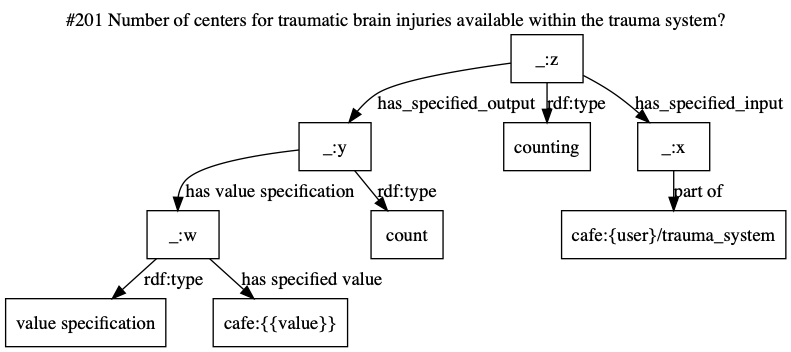 #201 Number of centers for traumatic brain injuries available within the trauma system?
_:z
has_specified_output
rdf:type
has_specified_input
_:y
counting
_:x
has value specification
rdf:type
part of
_:w
count
cafe:{user}/trauma_system
rdf:type
has specified value
value specification
cafe:{{value}}